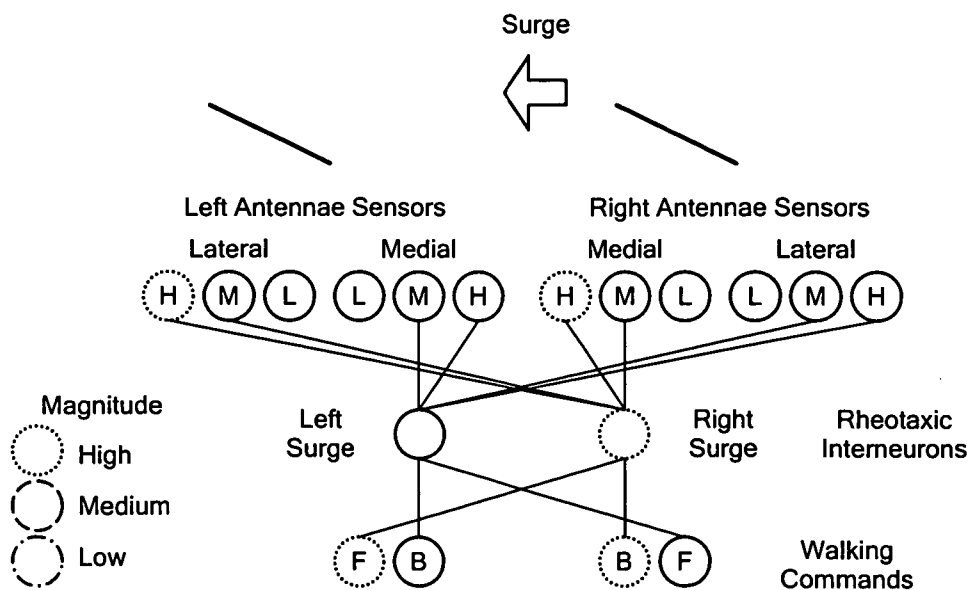 Surge
Left Antennae Sensors
Right Antennae Sensors
Lateral
Medial
Medial
Lateral
H M L L M H
H M L L M H
Magnitude
High
Medium
Low
Left
Surge
Right
Surge
Rheotaxic
Interneurons
F B
B F
Walking
Commands